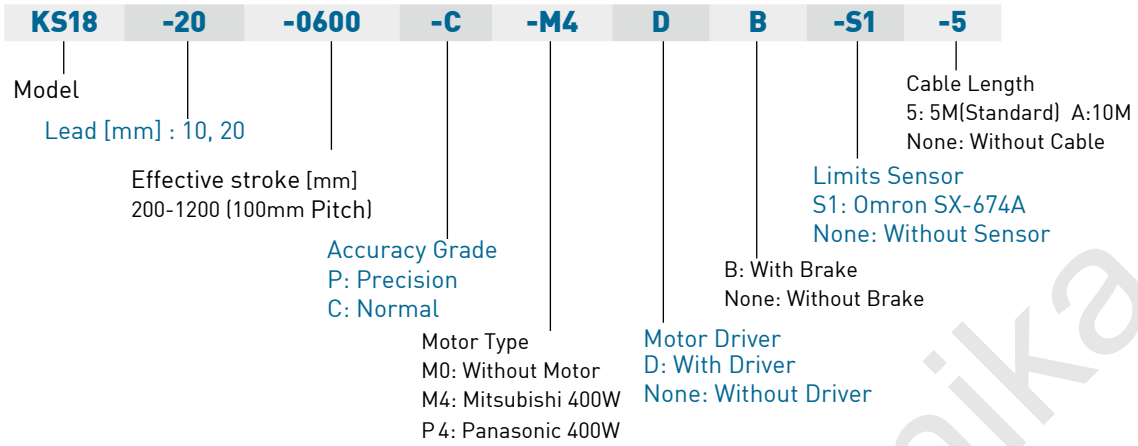 KS18 -20 -0600 -C -M4 D B -S1 -5
Model
Lead [mm] : 10, 20
Effective stroke [mm]
200-1200 (100mm Pitch)
Accuracy Grade
P: Precision
C: Normal
Motor Type
M0: Without Motor
M4: Mitsubishi 400W
P4: Panasonic 400W
Motor Driver
D: With Driver
None: Without Driver
B: With Brake
None: Without Brake
Limits Sensor
S1: Omron SX-674A
None: Without Sensor
Cable Length
5: 5M(Standard) A:10M
None: Without Cable
nika